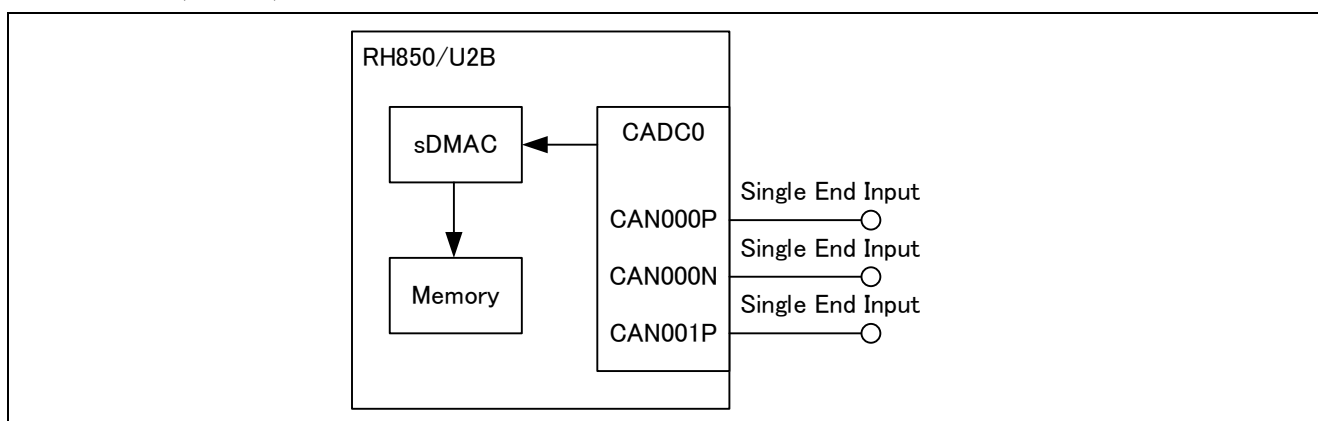 RH850/U2B
sDMAC
CADC0
Single End Input
CAN000P
Single End Input
CAN000N
Memory
Single End Input
CAN001P